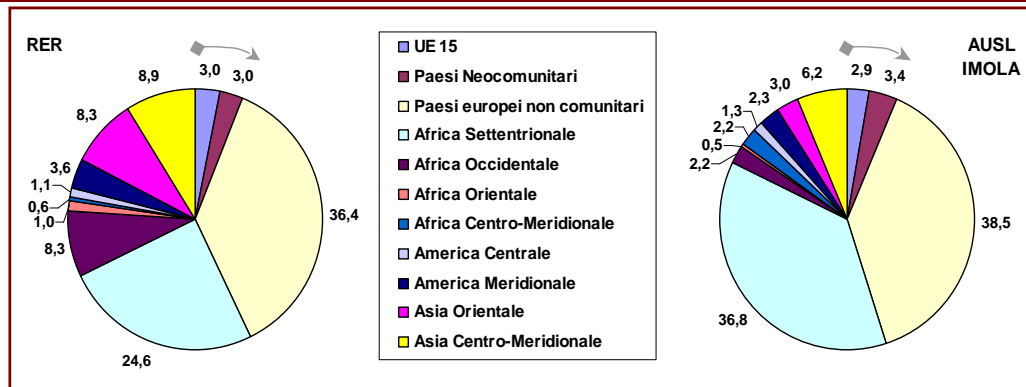 RER
3,0
3,0
36,4
24,6
8,3
1,0
0,6
1,1
3,6
8,3
8,9
UE 15
Paesi Neocomunitari
Paesi europei non comunitari
Africa Settentrionale
Africa Occidentale
Africa Orientale
Africa Centro-Meridionale
America Centrale
America Meridionale
Asia Orientale
Asia Centro-Meridionale
AUSL
IMOLA
2,9
3,4
38,5
36,8
2,2
0,5
2,2
1,3
2,3
3,0
6,2